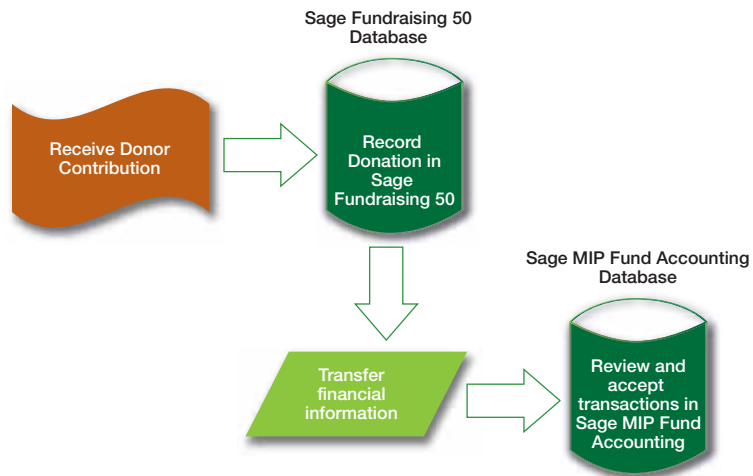 Sage Fundraising 50
Database
Receive Donor
Contribution
Record
Donation in
Sage
Fundraising 50
Sage MIP Fund Accounting
Database
Transfer
financial
information
Review and
accept
transactions in
Sage MIP Fund
Accounting